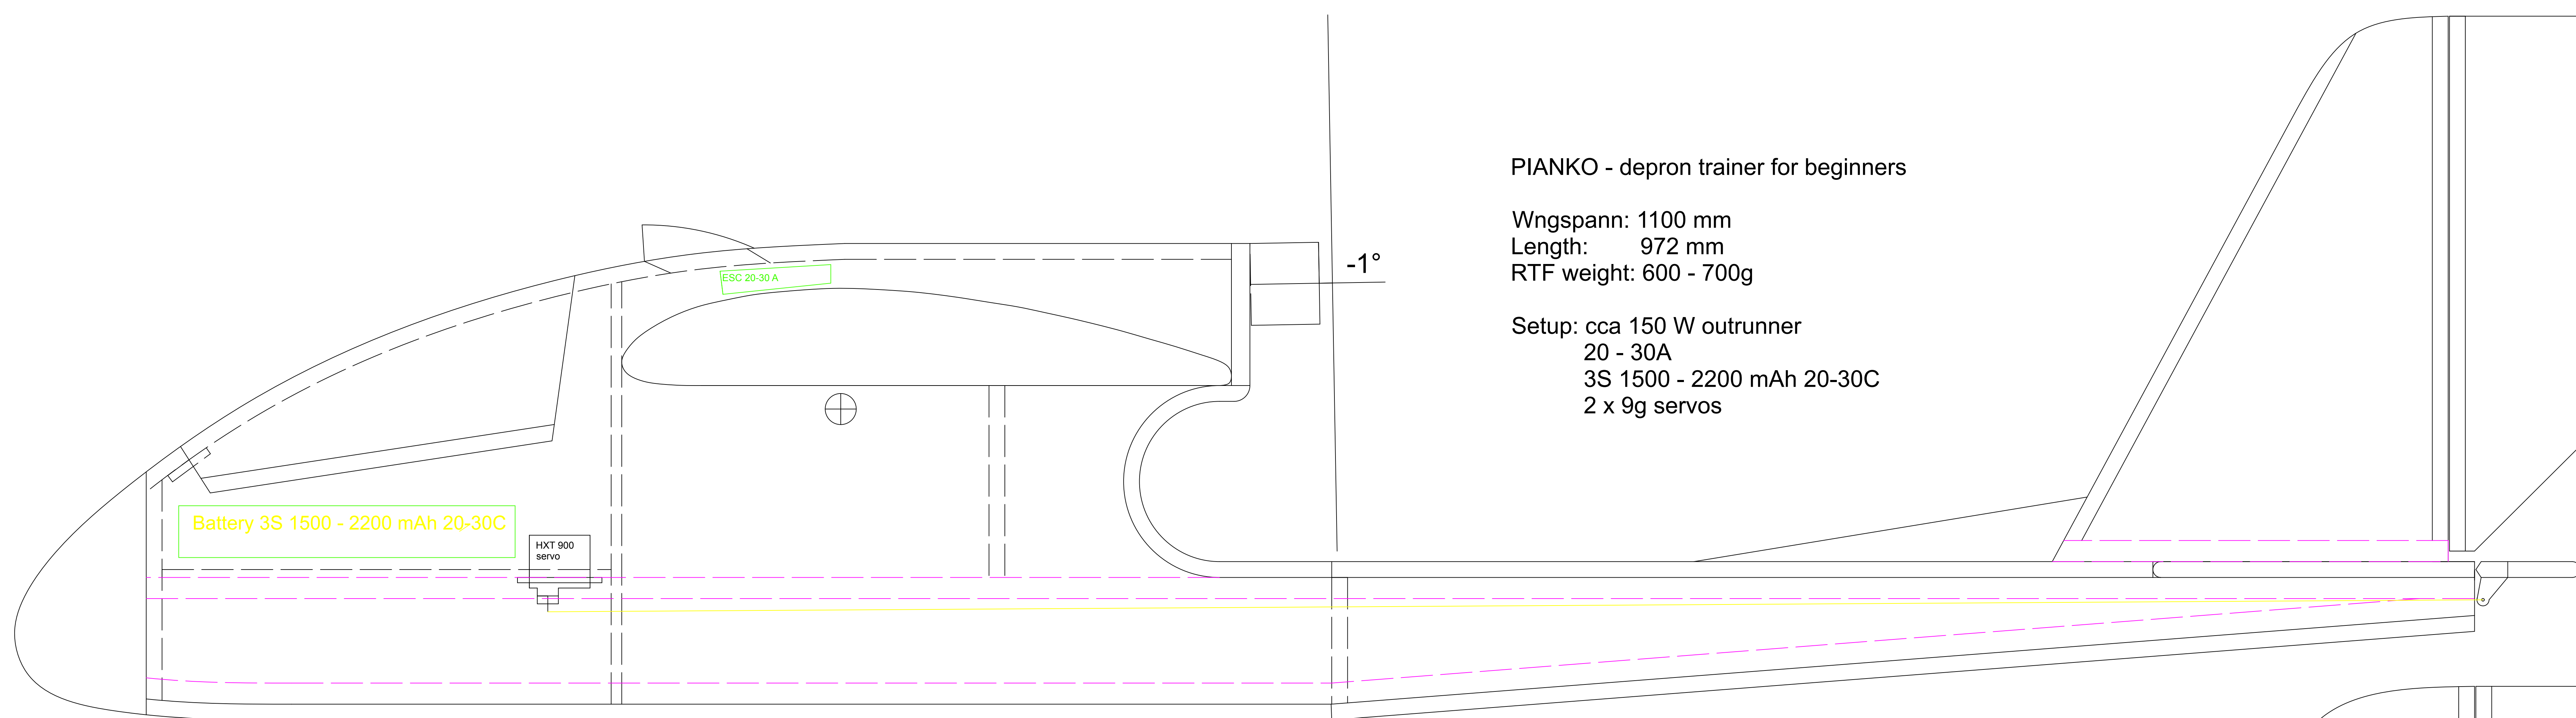 PIANKO - depron trainer for beginners
Wngspann: 1100 mm
Length: 972 mm
RTF weight: 600 - 700g
Setup: cca 150 W outrunner
20 - 30A
3S 1500 - 2200 mAh 20-30C
2 x 9g servos
-1°
ESC 20-30 A
Battery 3S 1500 - 2200 mAh 20-30C
HXT 900
servo